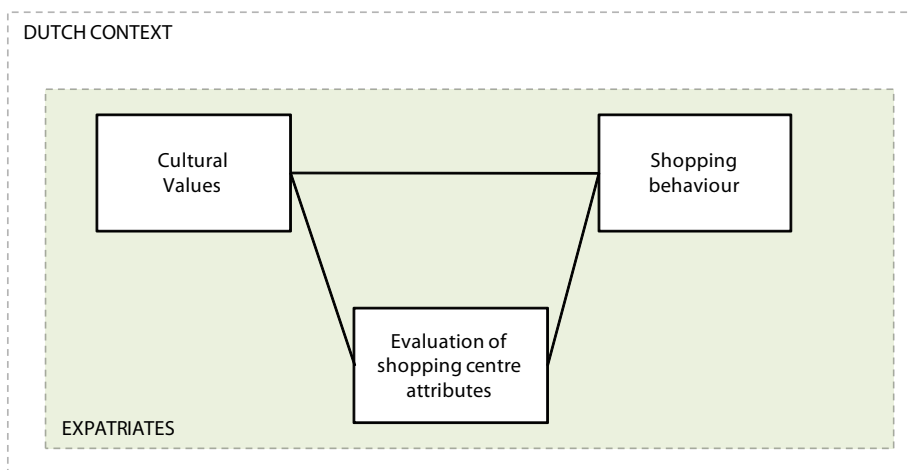 DUTCH CONTEXT
Cultural
Values
Shopping
behaviour
Evaluation of
shopping centre
attributes
EXPATRIATES